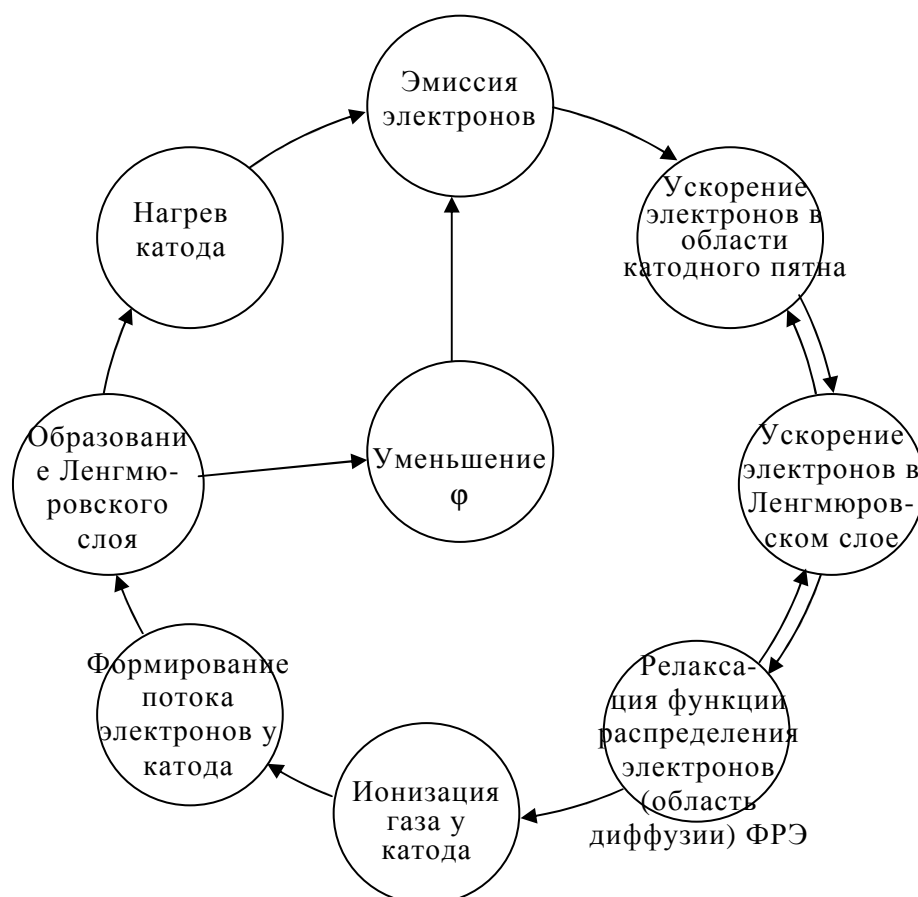 Эмиссия
электронов
Ускорение
электронов в
области
катодного пятна
Ускорение
электронов в
Ленгмюров-
ском слое
Релакса-
ция функции
распределения
электронов
(область
диффузии) ФРЭ
Ионизация
газа у
катода
Формирование
потока
электронов у
катода
Образовани
е Ленгмю-
ровского
слоя
Нагрев
катода
Уменьшение
φ